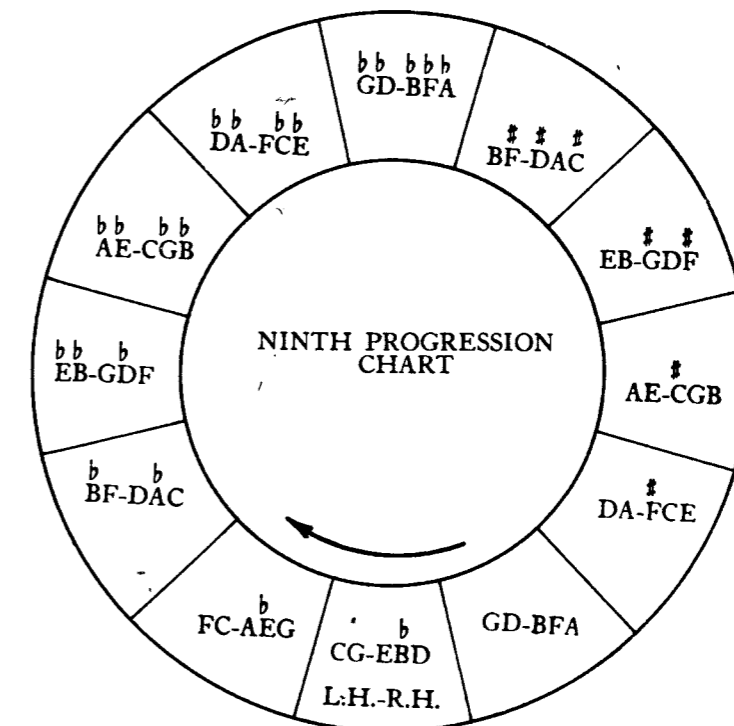 ♭♭ ♭♭♭
GD-BFA
♭♭ ♭♭
DA-FCE
♯ ♯ ♯
BF-DAC
♭♭ ♭♭
AE-CGB
♯ ♯
EB-GDF
NINTH PROGRESSION
CHART
♭♭ ♭
EB-GDF
♯
AE-CGB
♭ ♭
BF-DAC
♯
DA-FCE
♭
FC-AEG
♭
CG-EBD
L.H.-R.H.
GD-BFA